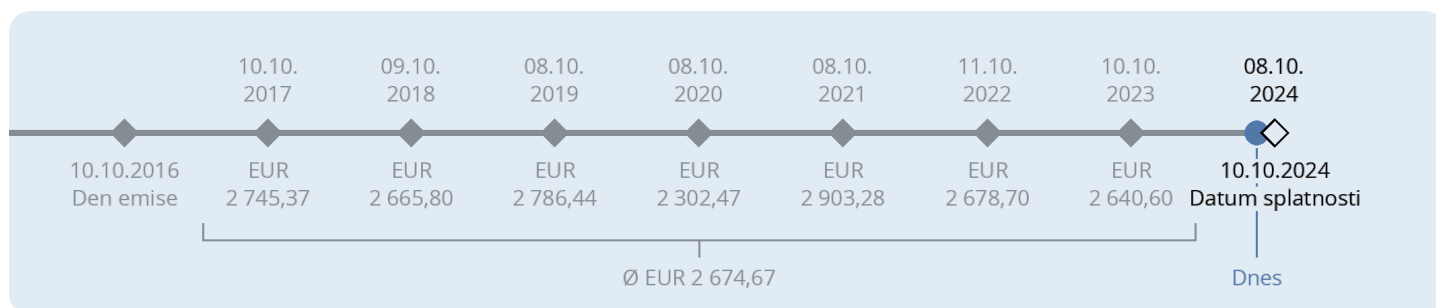 10.10.
2017
09.10.
2018
08.10.
2019
08.10.
2020
08.10.
2021
11.10.
2022
10.10.
2023
08.10.
2024
10.10.2016
Den emise
EUR
2 745,37
EUR
2 665,80
EUR
2 786,44
EUR
2 302,47
EUR
2 903,28
EUR
2 678,70
EUR
2 640,60
10.10.2024
Datum splatnosti
Ø EUR 2 674,67
Dnes